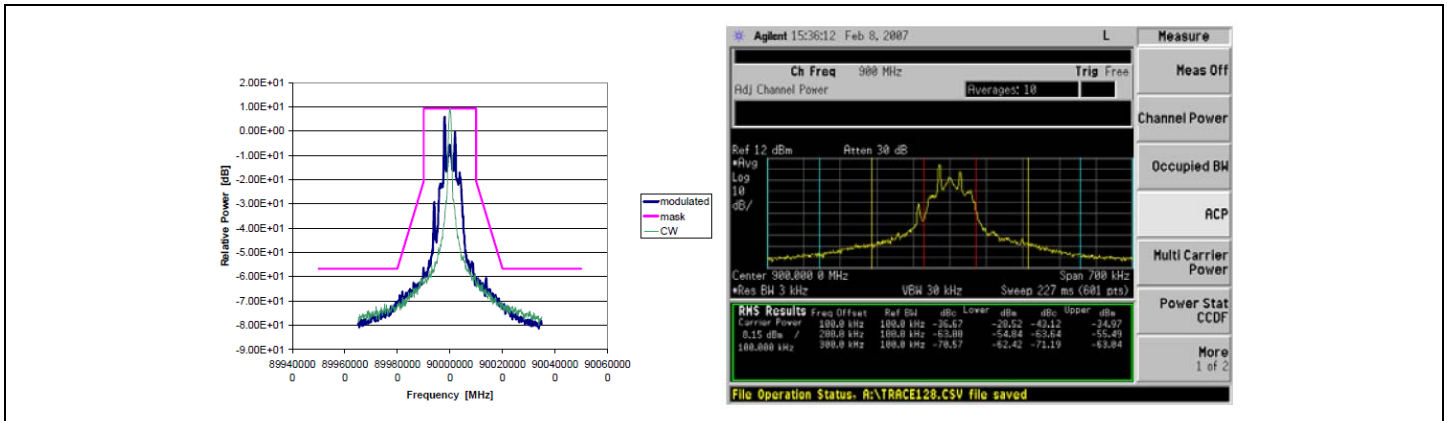 2.00E+01
1.00E+01
0.00E+00
-1.00E+01
-2.00E+01
-3.00E+01
-4.00E+01
-5.00E+01
-6.00E+01
-7.00E+01
-8.00E+01
-9.00E+01
Relative Power [dB]
89940000 89960000 89980000 90000000 90020000 90040000 90060000
0 0 0 0 0 0 0
Frequency [MHz]
modulated
mask
CW
Agilent 15:36:12 Feb 8, 2007 L
Ch Freq 900 MHz Trig Free
Adj Channel Power Averages: 10
Ref 12 dBm Atten 30 dB
*Avg
Log
10
dB/
Center 900.000 0 MHz Span 700 kHz
*Res BW 3 kHz VBW 30 kHz Sweep 227 ms (601 pts)
RMS Results Freq Offset Ref BW dBc Lower dBm dBc Upper dBm
Carrier Power 100.0 kHz 100.0 kHz -36.67 -28.52 -43.12 -34.97
8.15 dBm / 200.0 kHz 100.0 kHz -63.00 -54.84 -63.64 -55.49
100.000 kHz 300.0 kHz 100.0 kHz -70.57 -62.42 -71.19 -63.04
File Operation Status, A:\TRACE128.CSV file saved
Measure
Meas Off
Channel Power
Occupied BW
ACP
Multi Carrier
Power
Power Stat
CCDF
More
1 of 2